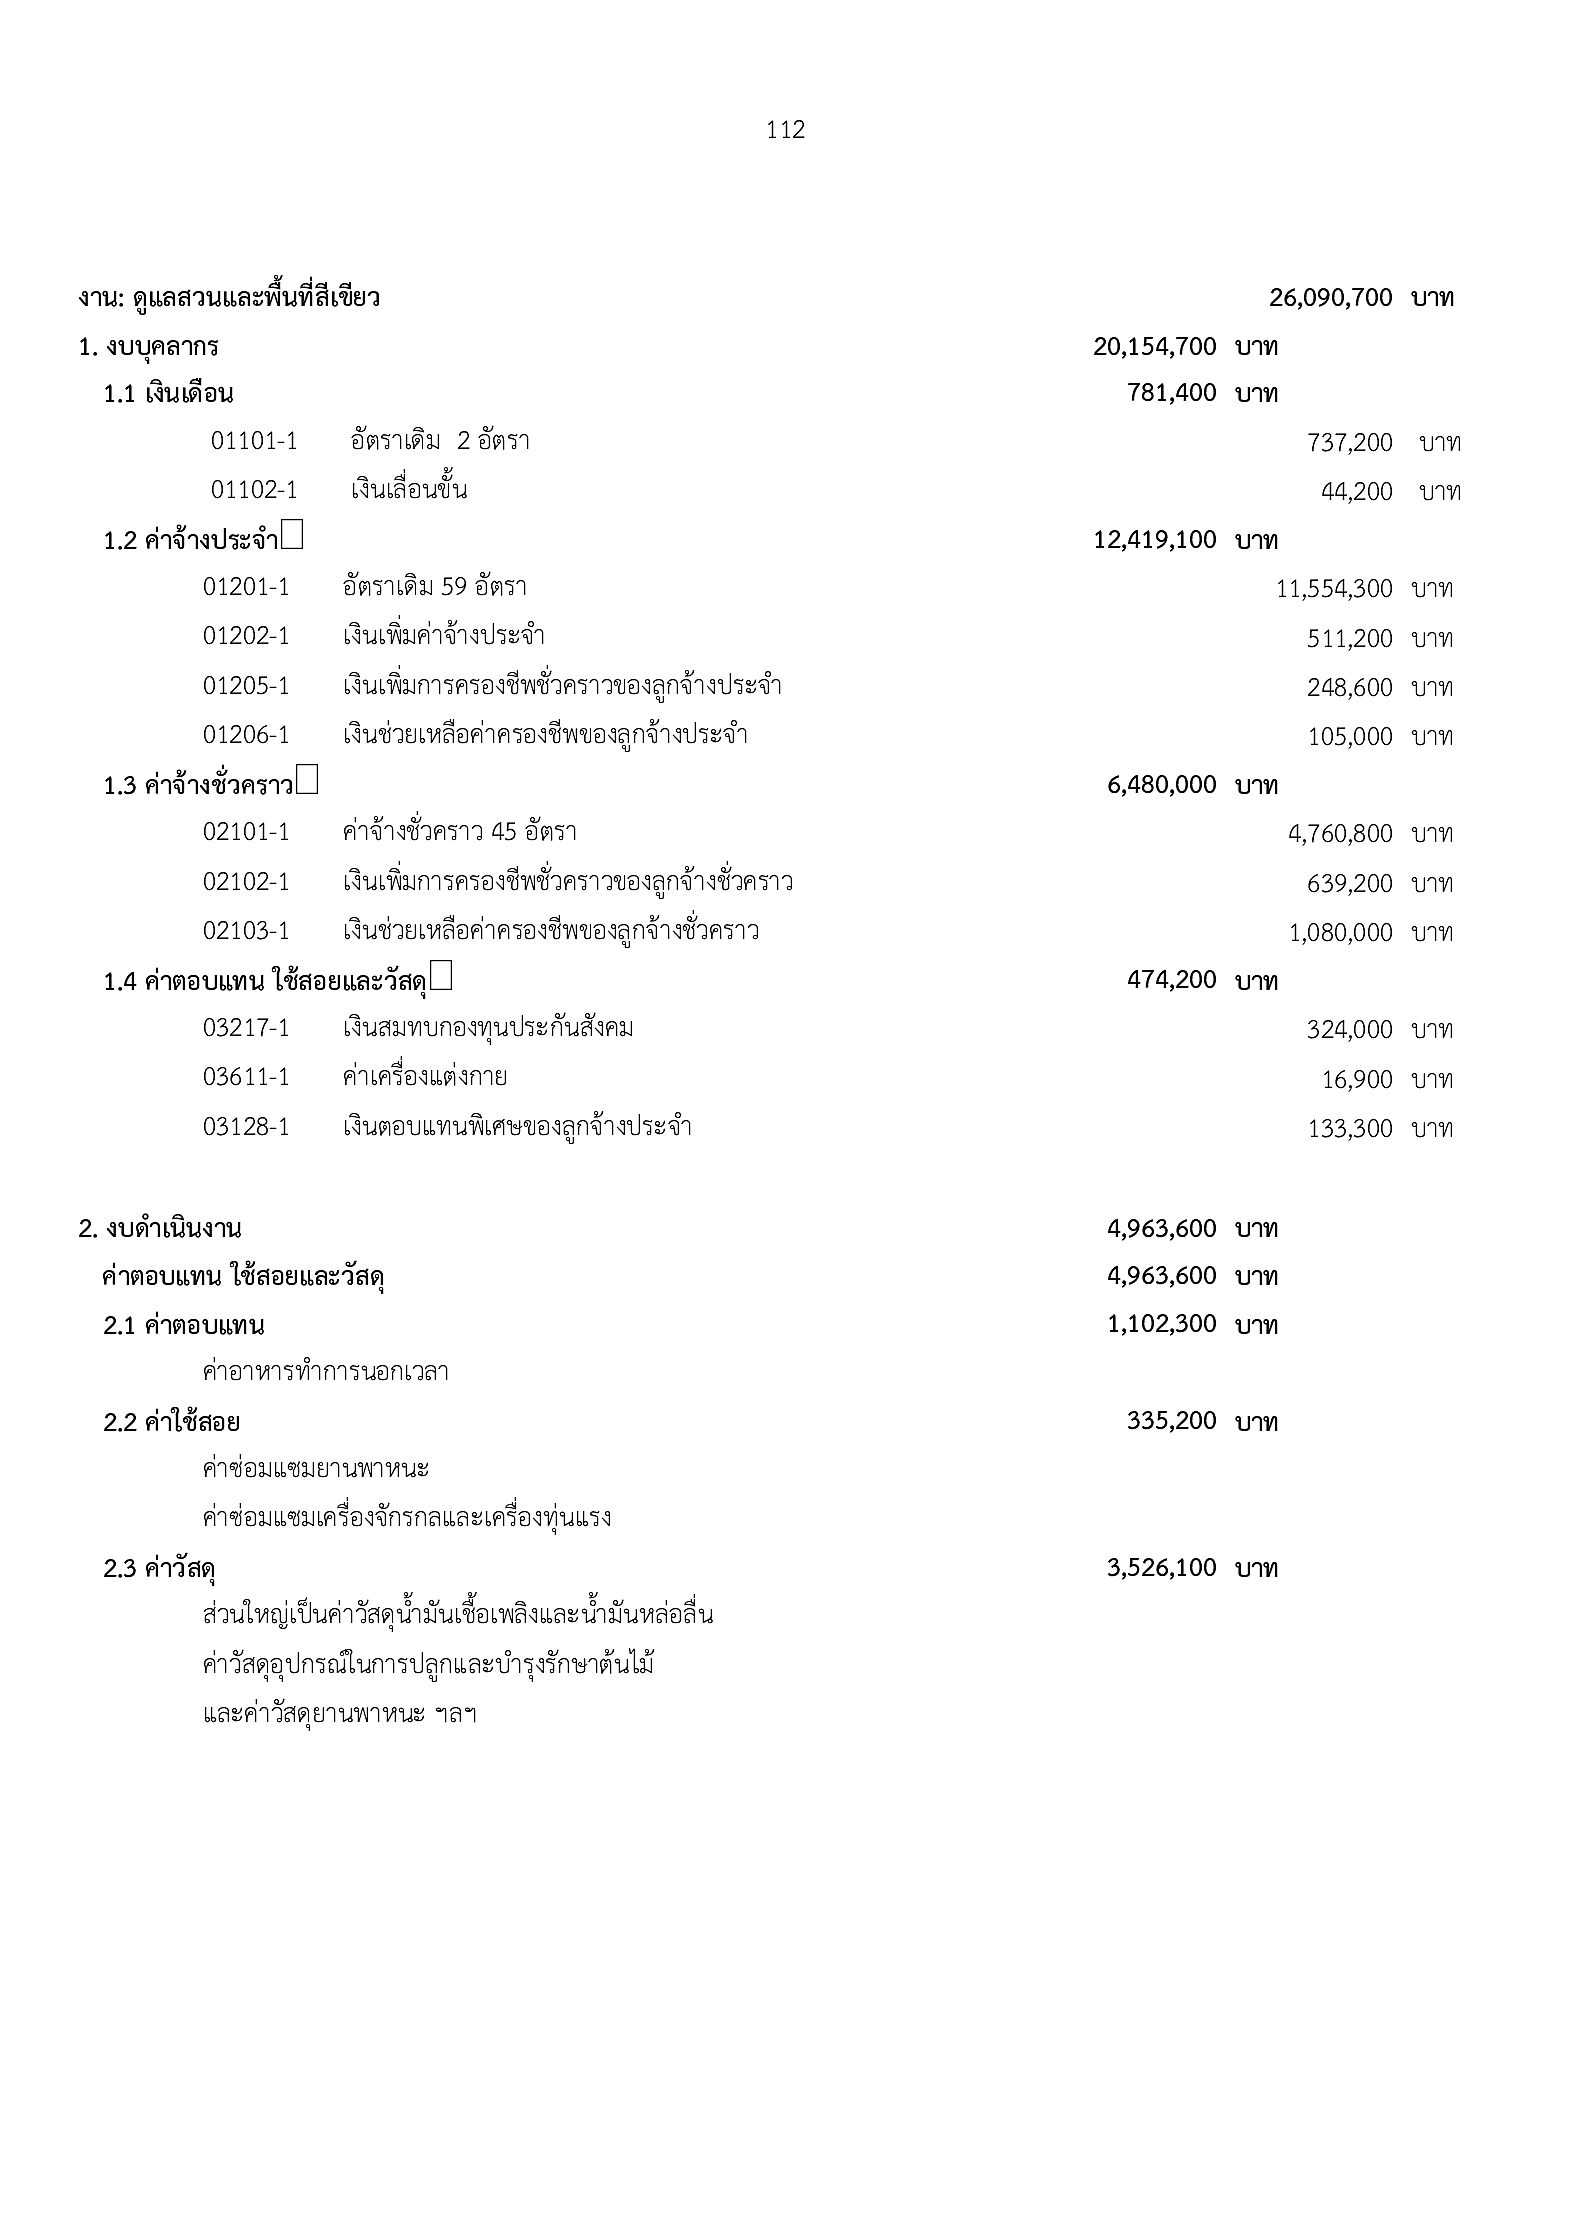 112
งาน: ดูแลสวนและพื้นที่สีเขียว 26,090,700 บาท
1. งบบุคลากร 20,154,700 บาท
1.1 เงินเดือน 781,400 บาท
01101-1 อัตราเดิม 2 อัตรา 737,200 บาท
01102-1 เงินเลื่อนขั้น 44,200 บาท
1.2 ค่าจ้างประจำ 12,419,100 บาท
01201-1 อัตราเดิม 59 อัตรา 11,554,300 บาท
01202-1 เงินเพิ่มค่าจ้างประจำ 511,200 บาท
01205-1 เงินเพิ่มการครองชีพชั่วคราวของลูกจ้างประจำ 248,600 บาท
01206-1 เงินช่วยเหลือค่าครองชีพของลูกจ้างประจำ 105,000 บาท
1.3 ค่าจ้างชั่วคราว 6,480,000 บาท
02101-1 ค่าจ้างชั่วคราว 45 อัตรา 4,760,800 บาท
02102-1 เงินเพิ่มการครองชีพชั่วคราวของลูกจ้างชั่วคราว 639,200 บาท
02103-1 เงินช่วยเหลือค่าครองชีพของลูกจ้างชั่วคราว 1,080,000 บาท
1.4 ค่าตอบแทน ใช้สอยและวัสดุ 474,200 บาท
03217-1 เงินสมทบกองทุนประกันสังคม 324,000 บาท
03611-1 ค่าเครื่องแต่งกาย 16,900 บาท
03128-1 เงินตอบแทนพิเศษของลูกจ้างประจำ 133,300 บาท
2. งบดำเนินงาน 4,963,600 บาท
ค่าตอบแทน ใช้สอยและวัสดุ 4,963,600 บาท
2.1 ค่าตอบแทน 1,102,300 บาท
ค่าอาหารทำการนอกเวลา
2.2 ค่าใช้สอย 335,200 บาท
ค่าซ่อมแซมยานพาหนะ
ค่าซ่อมแซมเครื่องจักรกลและเครื่องทุ่นแรง
2.3 ค่าวัสดุ 3,526,100 บาท
ส่วนใหญ่เป็นค่าวัสดุน้ำมันเชื้อเพลิงและน้ำมันหล่อลื่น
ค่าวัสดุอุปกรณ์ในการปลูกและบำรุงรักษาต้นไม้
และค่าวัสดุยานพาหนะ ฯลฯ